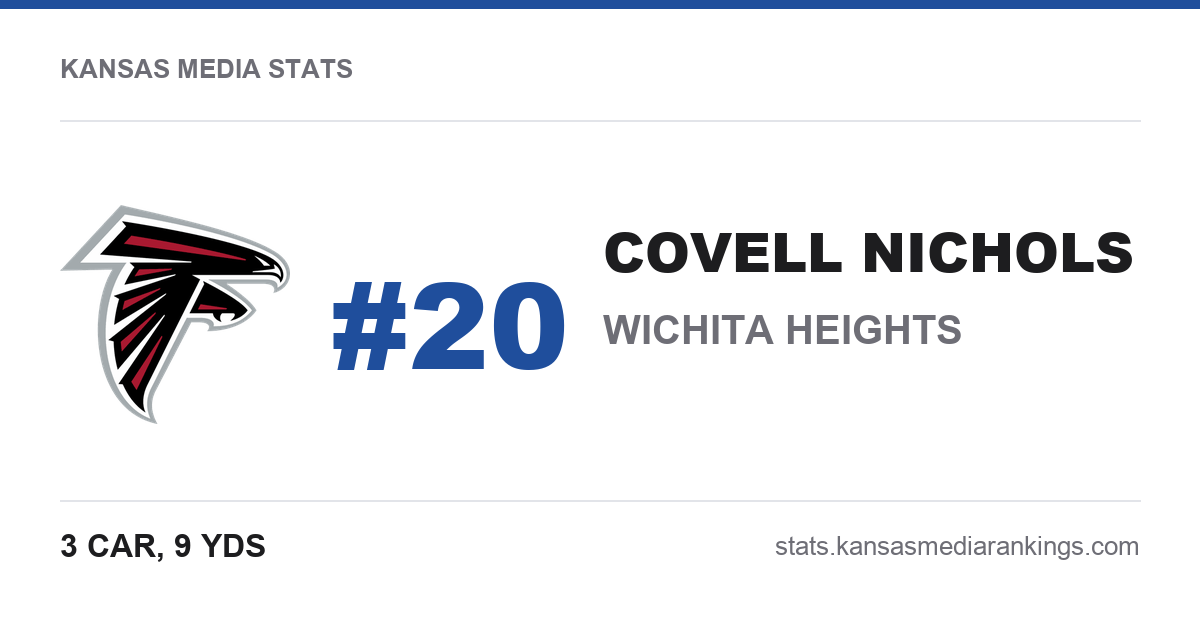 KANSAS MEDIA STATS
#20
COVELL NICHOLS
WICHITA HEIGHTS
3 CAR, 9 YDS
stats.kansasmediarankings.com